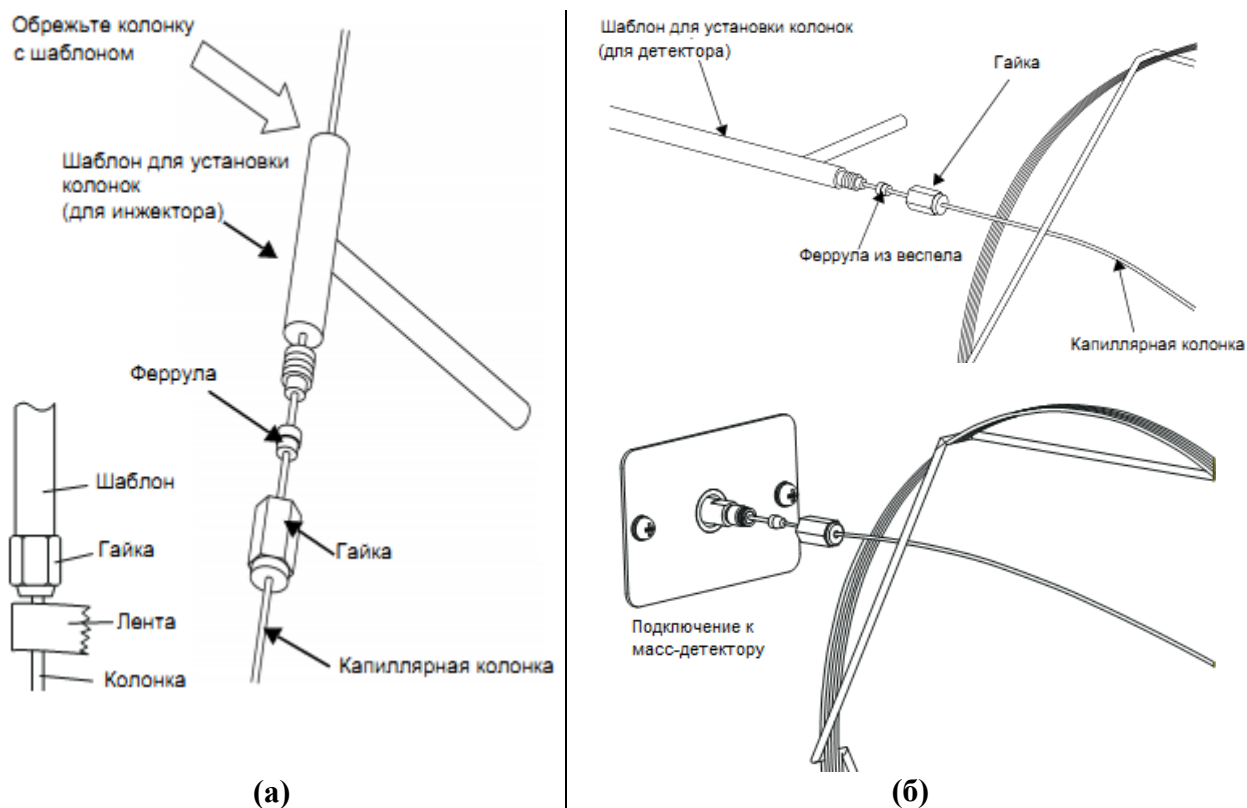 Обрежьте колонку
с шаблоном
Шаблон для установки
колонок
(для инжектора)
Феррула
Шаблон
Гайка
Гайка
Лента
Капиллярная колонка
Колонка
(а)
Шаблон для установки колонок
(для детектора)
Гайка
Феррула из веспела
Капиллярная колонка
Подключение к
масс-детектору
(б)